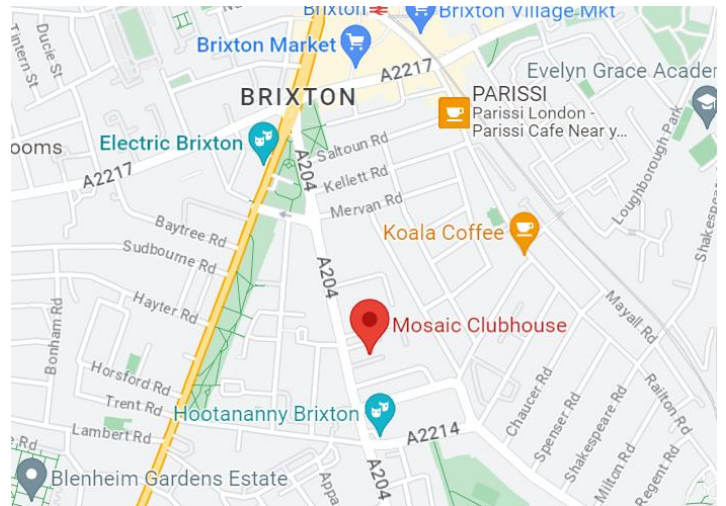 Brixton
Brixton Village Mkt
Ducie St
Tintern St
Brixton Market
A2217
BRIXTON
Evelyn Grace Acader
PARISSI
Parissi London -
Parissi Cafe Near y...
ooms
Electric Brixton
A2217
A204
Saltoun Rd
Kellett Rd
Mervan Rd
Loughborough Park
Shakespeare
Baytree Rd
Sudbourne Rd
Koala Coffee
A204
Hayter Rd
Bonham Rd
Mosaic Clubhouse
Mayall Rd
Railton Rd
Horsford Rd
Trent Rd
Lambert Rd
Hootananny Brixton
A2214
Chaucer Rd
Spenser Rd
Shakespeare Rd
Milton Rd
Regent Rd
A204
Appa
Blenheim Gardens Estate